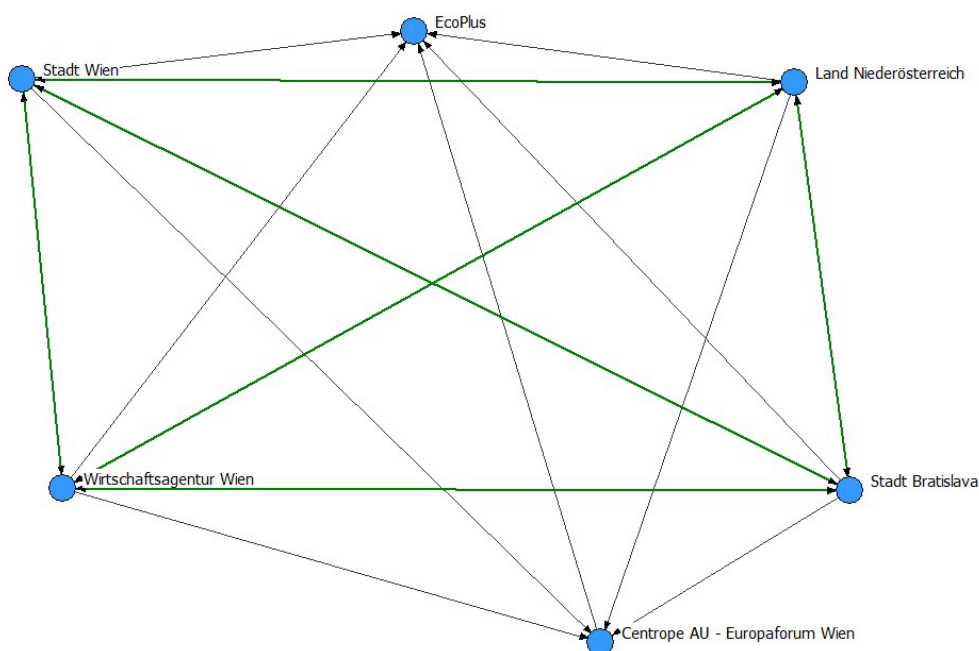 EcoPlus
Stadt Wien
Land Niederösterreich
Wirtschaftsagentur Wien
Stadt Bratislava
Centrope AU - Europaforum Wien